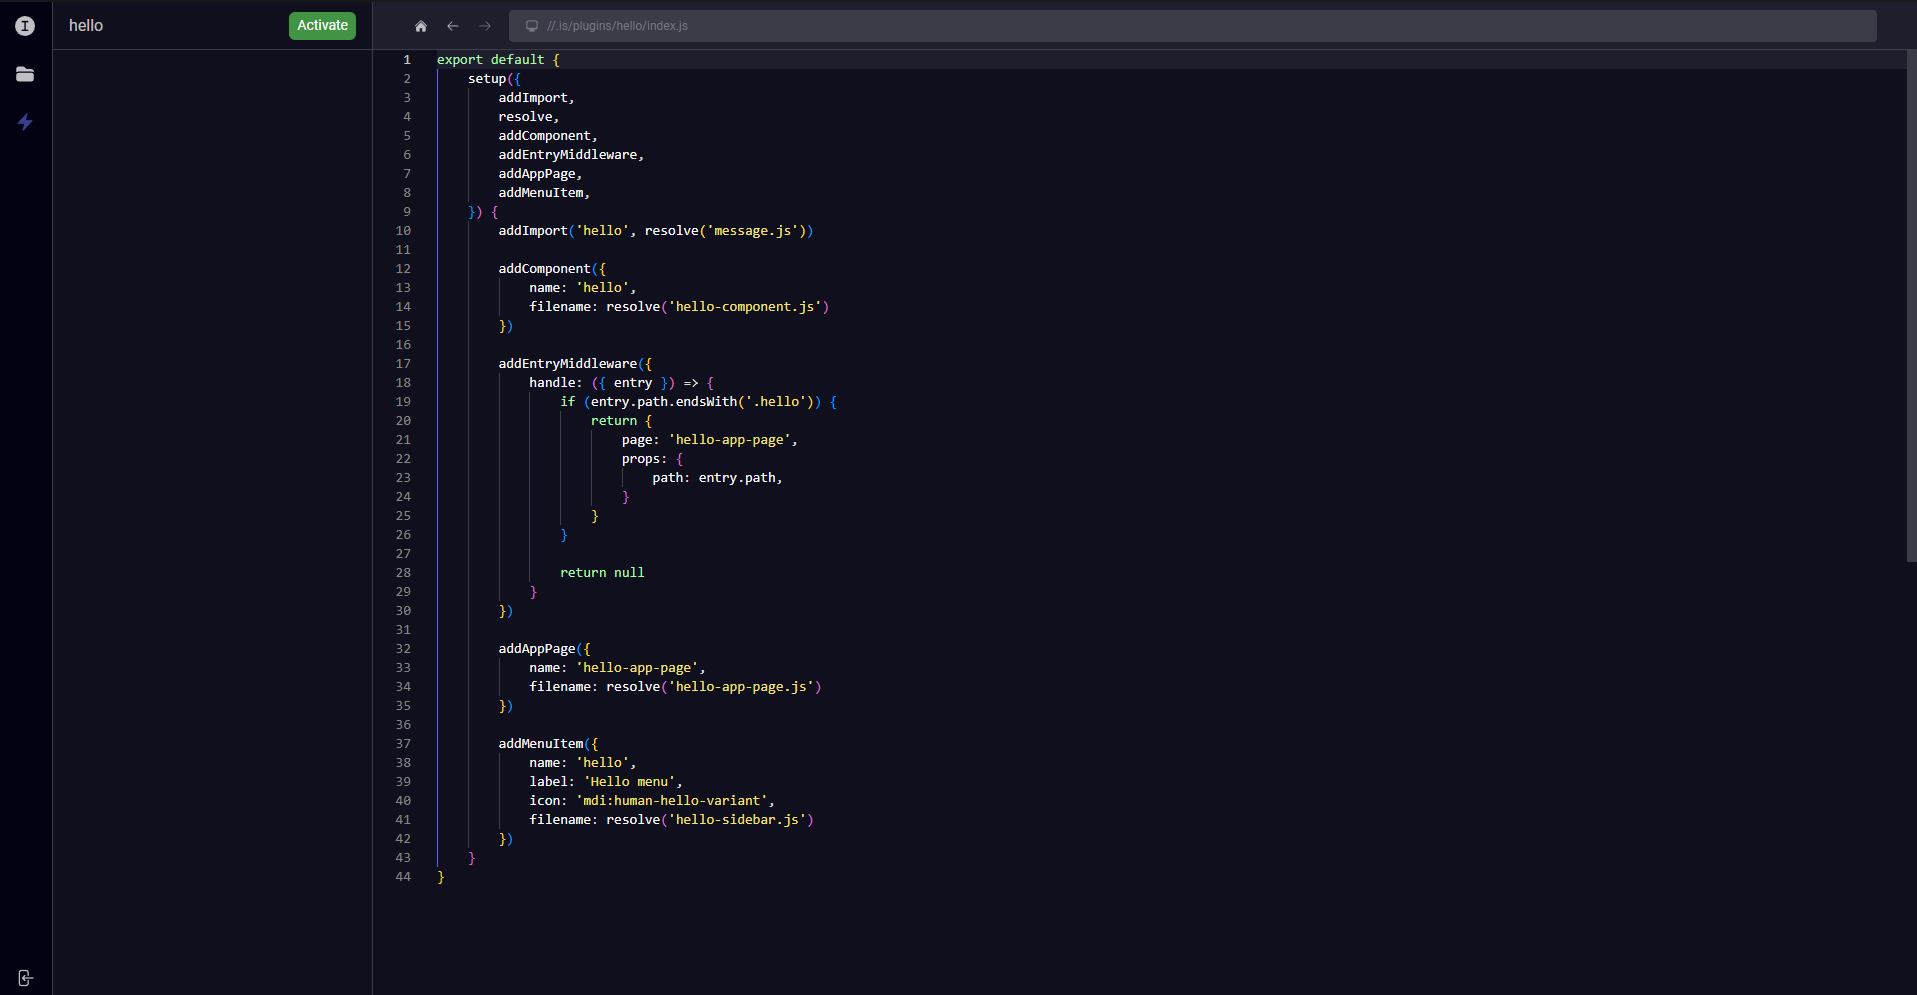 I
hello
Activate
//.is/plugins/hello/index.js
1 export default {
2     setup({
3         addImport,
4         resolve,
5         addComponent,
6         addEntryMiddleware,
7         addAppPage,
8         addMenuItem,
9     }) {
10         addImport('hello', resolve('message.js'))
11
12         addComponent({
13             name: 'hello',
14             filename: resolve('hello-component.js')
15         })
16
17         addEntryMiddleware({
18             handle: ({ entry }) => {
19                 if (entry.path.endsWith('.hello')) {
20                     return {
21                         page: 'hello-app-page',
22                         props: {
23                             path: entry.path,
24                         }
25                     }
26                 }
27
28                 return null
29             }
30         })
31
32         addAppPage({
33             name: 'hello-app-page',
34             filename: resolve('hello-app-page.js')
35         })
36
37         addMenuItem({
38             name: 'hello',
39             label: 'Hello menu',
40             icon: 'mdi:human-hello-variant',
41             filename: resolve('hello-sidebar.js')
42         })
43     }
44 }